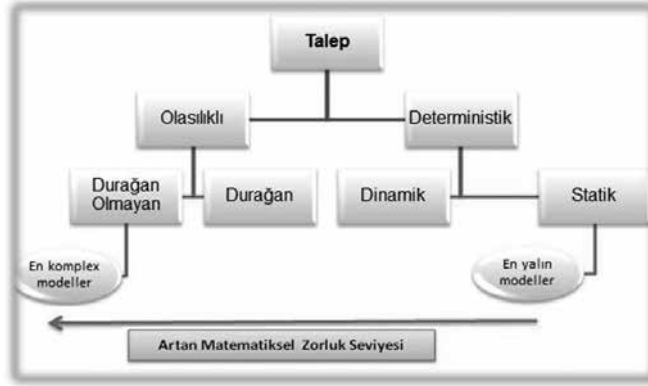 Talep
Olasılıklı
Deterministik
Durağan
Olmayan
Durağan
Dinamik
Statik
En komplex
modeller
En yalın
modeller
Artan Matematiksel Zorluk Seviyesi